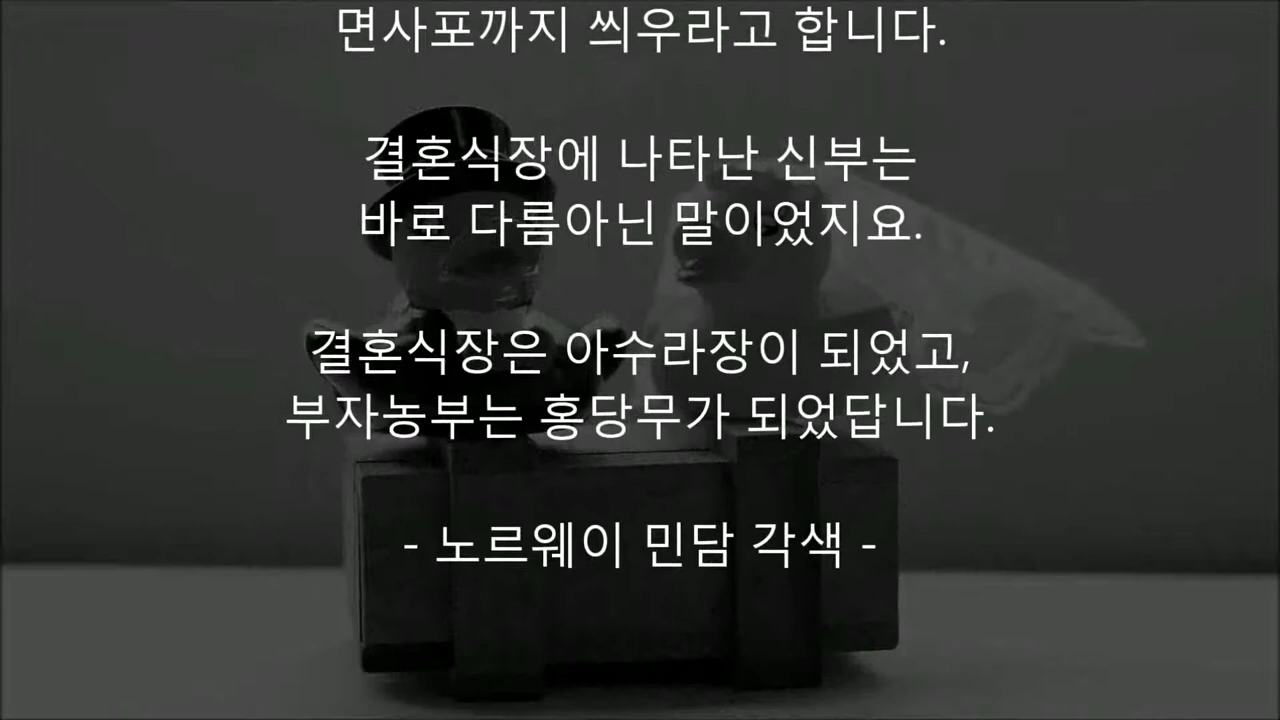 면사포까지 씌우라고 합니다.
결혼식장에 나타난 신부는
바로 다름아닌 말이었지요.
결혼식장은 아수라장이 되었고,
부자농부는 홍당무가 되었답니다.
- 노르웨이 민담 각색 -